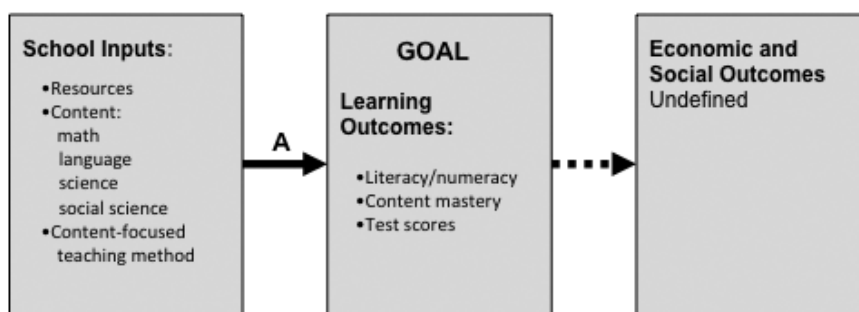 School Inputs:
•Resources
•Content:
math
language
science
social science
•Content-focused
teaching method
A
GOAL
Learning
Outcomes:
•Literacy/numeracy
•Content mastery
•Test scores
Economic and
Social Outcomes
Undefined